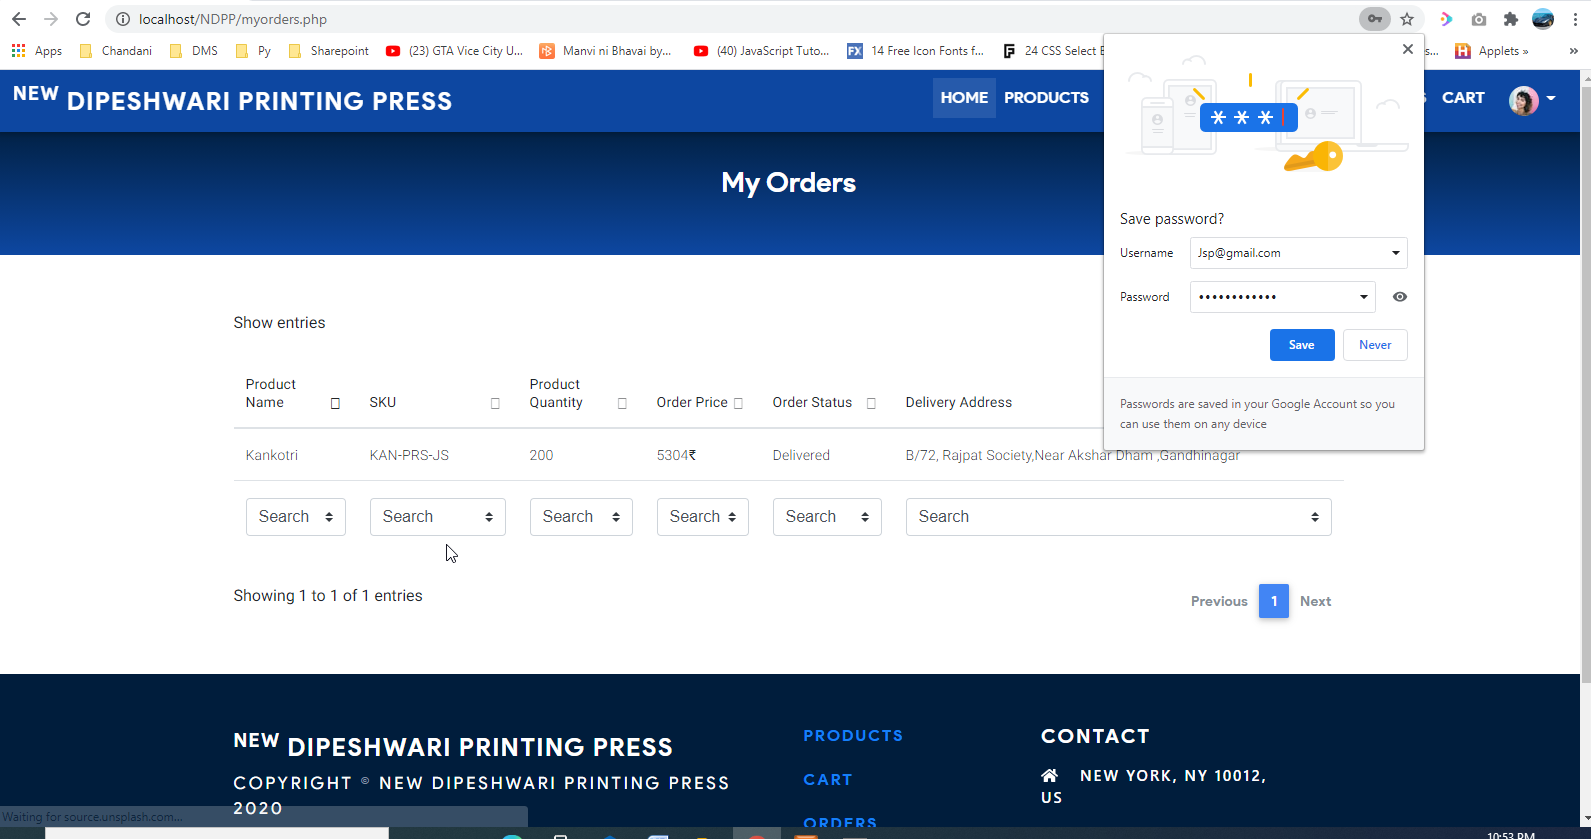 localhost/NDPP/myorders.php
Apps Chandani DMS Py Sharepoint (23) GTA Vice City U... Manvi ni Bhavai by... (40) JavaScript Tuto... FX 14 Free Icon Fonts f... F 24 CSS Select Applets »
»
NEW DIPESHWARI PRINTING PRESS
HOME PRODUCTS CART
My Orders
* * *
Save password?
Username Jsp@gmail.com
Password ••••••••••••
Save Never
Passwords are saved in your Google Account so you
can use them on any device
Show entries
Product Name SKU Product Quantity Order Price Order Status Delivery Address
Kankotri KAN-PRS-JS 200 5304₹ Delivered B/72, Rajpat Society,Near Akshar Dham ,Gandhinagar
Search Search Search Search Search Search
Showing 1 to 1 of 1 entries
Previous 1 Next
NEW DIPESHWARI PRINTING PRESS
COPYRIGHT © NEW DIPESHWARI PRINTING PRESS
2020
PRODUCTS
CART
ORDERS
CONTACT
NEW YORK, NY 10012,
US
Waiting for source.unsplash.com...
10:53 PM